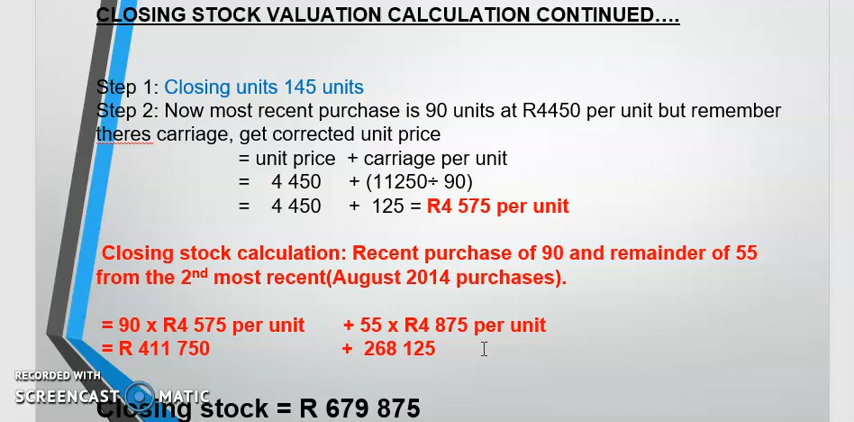 CLOSING STOCK VALUATION CALCULATION CONTINUED….
Step 1: Closing units 145 units
Step 2: Now most recent purchase is 90 units at R4450 per unit but remember
theres carriage, get corrected unit price
= unit price + carriage per unit
= 4 450 + (11250÷ 90)
= 4 450 + 125 = R4 575 per unit
Closing stock calculation: Recent purchase of 90 and remainder of 55
from the 2nd most recent(August 2014 purchases).
= 90 x R4 575 per unit + 55 x R4 875 per unit
= R 411 750 + 268 125
RECORDED WITH
SCREENCAST MATIC
Closing stock = R 679 875